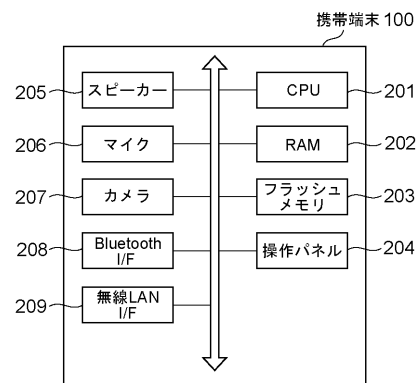 携帯端末 100
205 スピーカー CPU 201
206 マイク RAM 202
207 カメラ フラッシュ
メモリ 203
208 Bluetooth
I/F 操作パネル 204
209 無線LAN
I/F